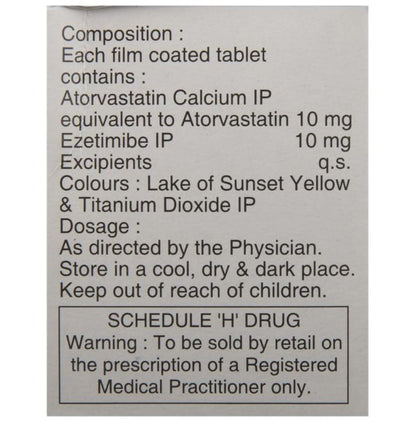 Composition :
Each film coated tablet
contains :
Atorvastatin Calcium IP
equivalent to Atorvastatin 10 mg
Ezetimibe IP 10 mg
Excipients q.s.
Colours : Lake of Sunset Yellow
& Titanium Dioxide IP
Dosage :
As directed by the Physician.
Store in a cool, dry & dark place.
Keep out of reach of children.
SCHEDULE 'H' DRUG
Warning : To be sold by retail on
the prescription of a Registered
Medical Practitioner only.